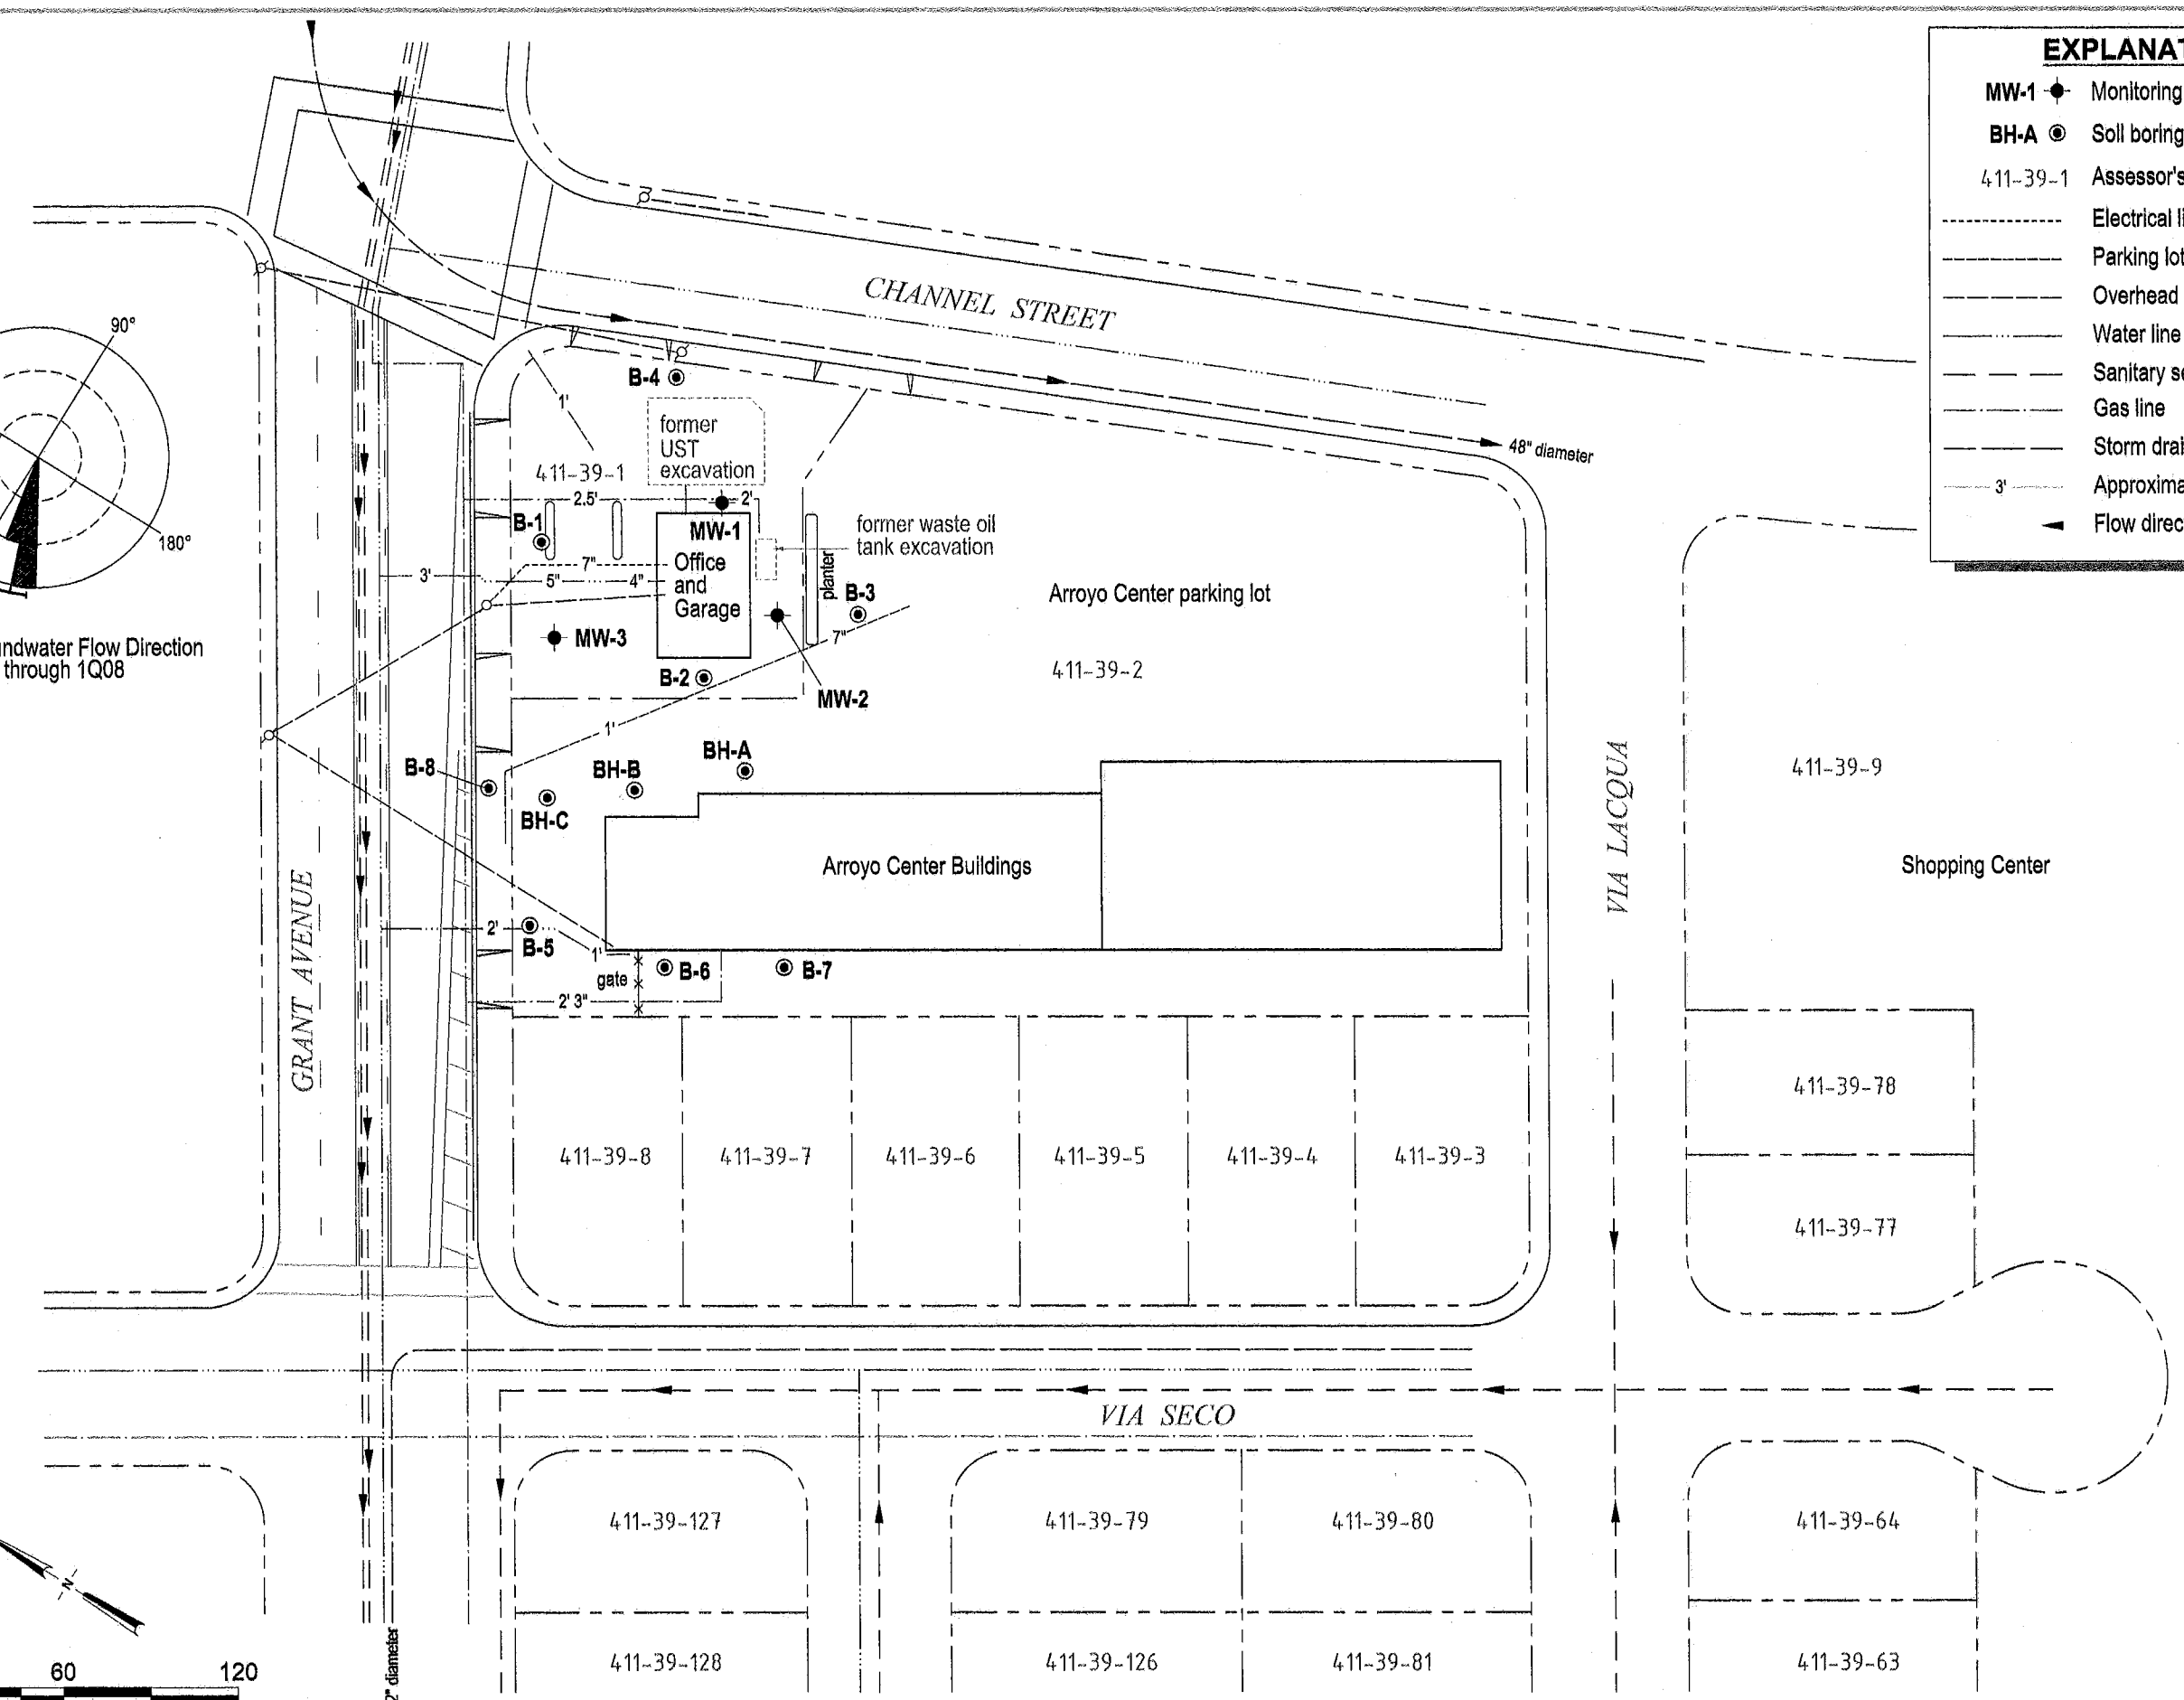 EXPLANAT
MW-1 Monitoring
BH-A Soil boring
411-39-1 Assessor's
Electrical li
Parking lot
Overhead
Water line
Sanitary se
Gas line
Storm drai
3' Approxima
Flow direc
90°
180°
undwater Flow Direction
through 1Q08
CHANNEL STREET
48" diameter
B-4
1'
former
UST
excavation
411-39-1
2.5'
2'
B-1
MW-1
former waste oil
tank excavation
7"
Office
and
Garage
3'
5"
4"
planter
B-3
Arroyo Center parking lot
7"
MW-3
B-2
411-39-2
MW-2
1'
BH-A
B-8
BH-B
BH-C
411-39-9
VIA LACQUA
Arroyo Center Buildings
Shopping Center
GRANT AVENUE
2'
B-5
1'
gate
B-6
B-7
2' 3"
411-39-78
411-39-8
411-39-7
411-39-6
411-39-5
411-39-4
411-39-3
411-39-77
VIA SECO
411-39-127
411-39-79
411-39-80
411-39-64
N
411-39-128
411-39-126
411-39-81
411-39-63
60
120
2" diameter